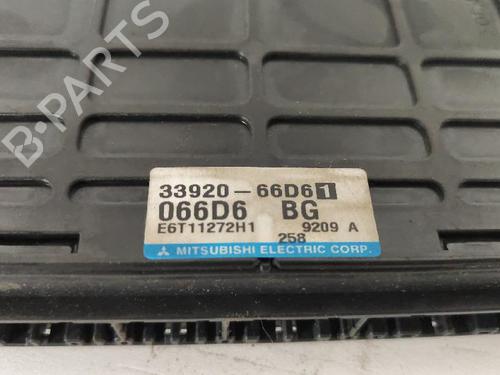 B-PARTS
33920-66D6 1
066D6 BG
E6T11272H1 9209 A
258
MITSUBISHI ELECTRIC CORP.